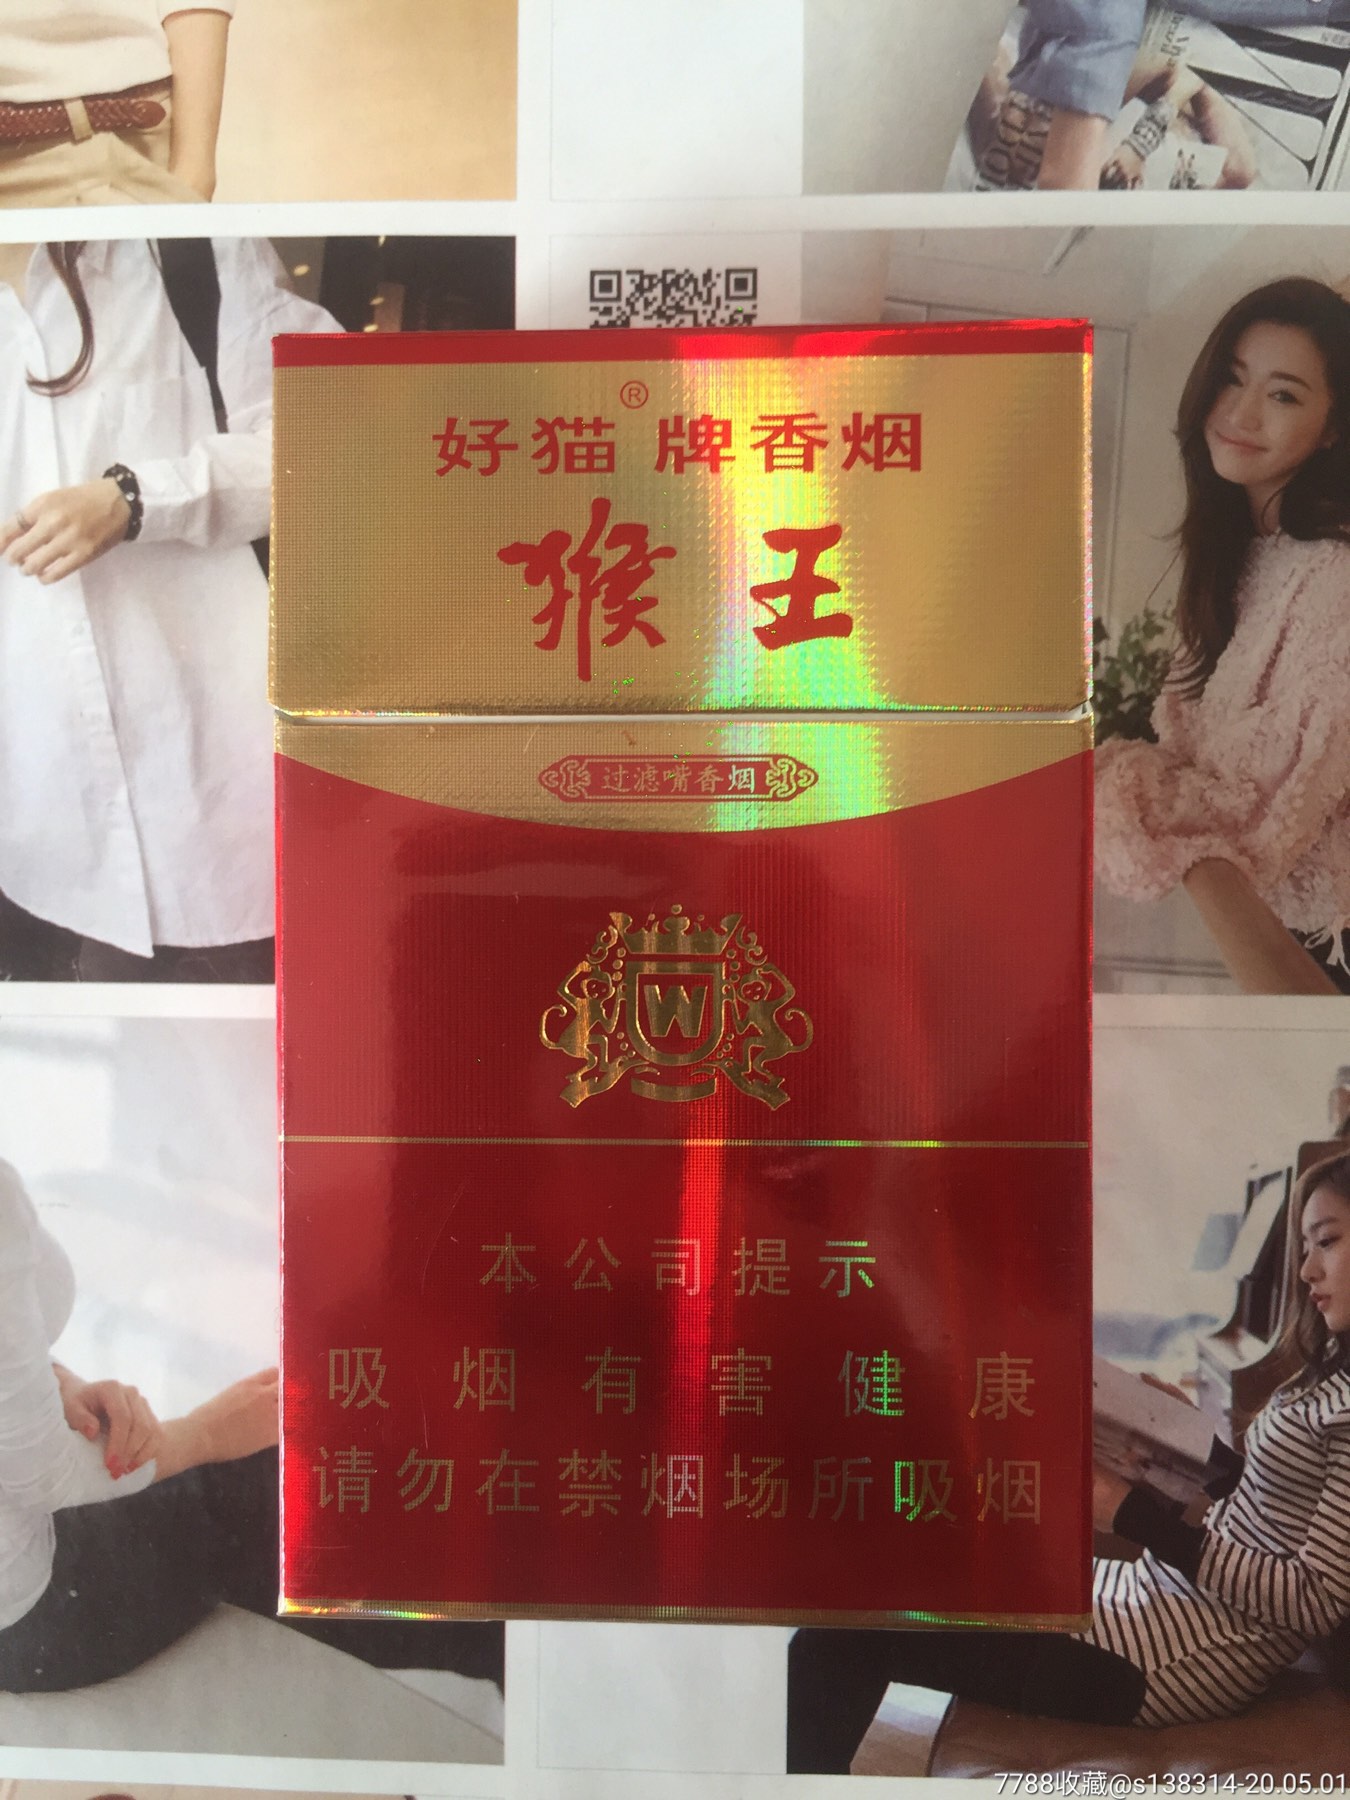 好猫® 牌香烟
猴王
过滤嘴香烟
W
本公司提示
吸烟有害健康
请勿在禁烟场所吸烟
7788收藏@s138314-20.05.01